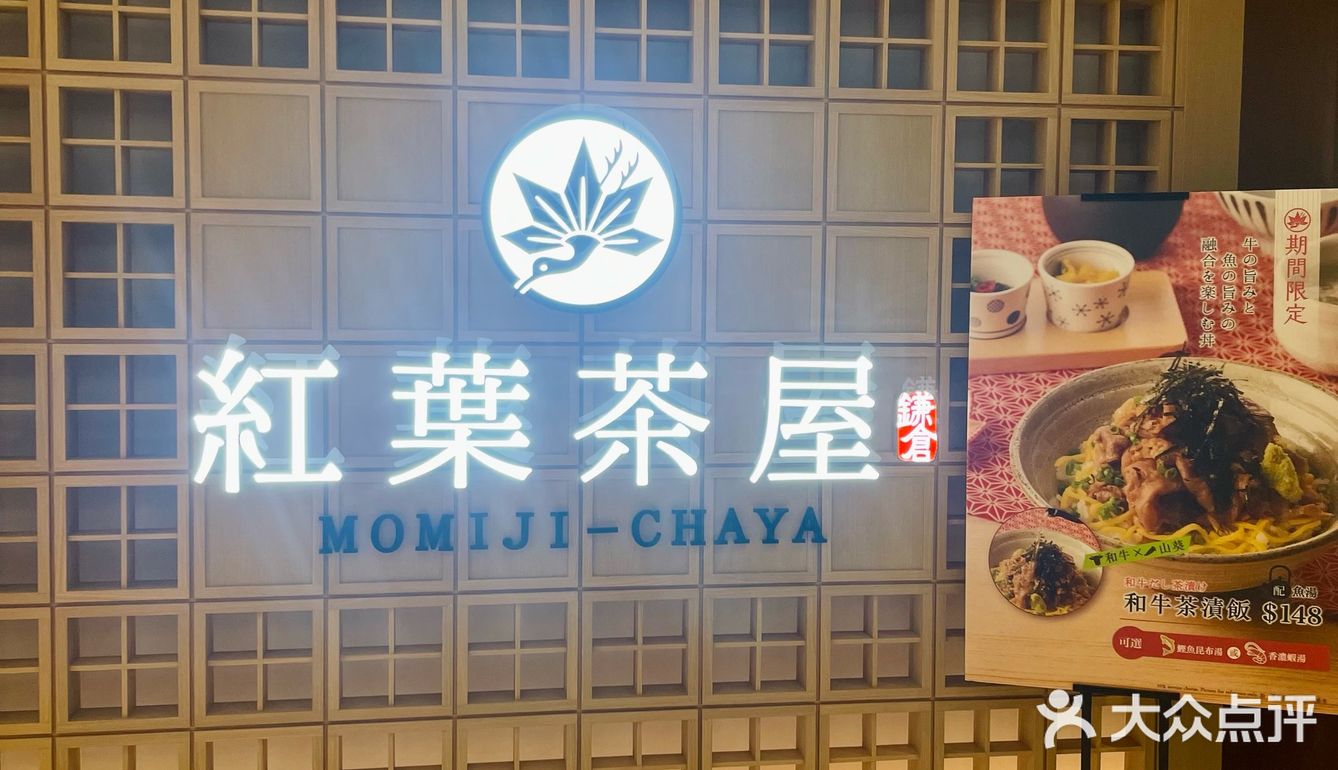 紅葉茶屋
鎌倉
MOMIJI-CHAYA
期間限定
牛の旨みと
魚の旨みの
融合を楽しむ丼
和牛×山葵
和牛だし茶漬け
和牛茶漬飯 配魚湯 $148
可選 鰹魚昆布湯 或 香濃蝦湯
大众点评